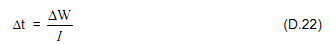 Δt = ΔW / I (D.22)